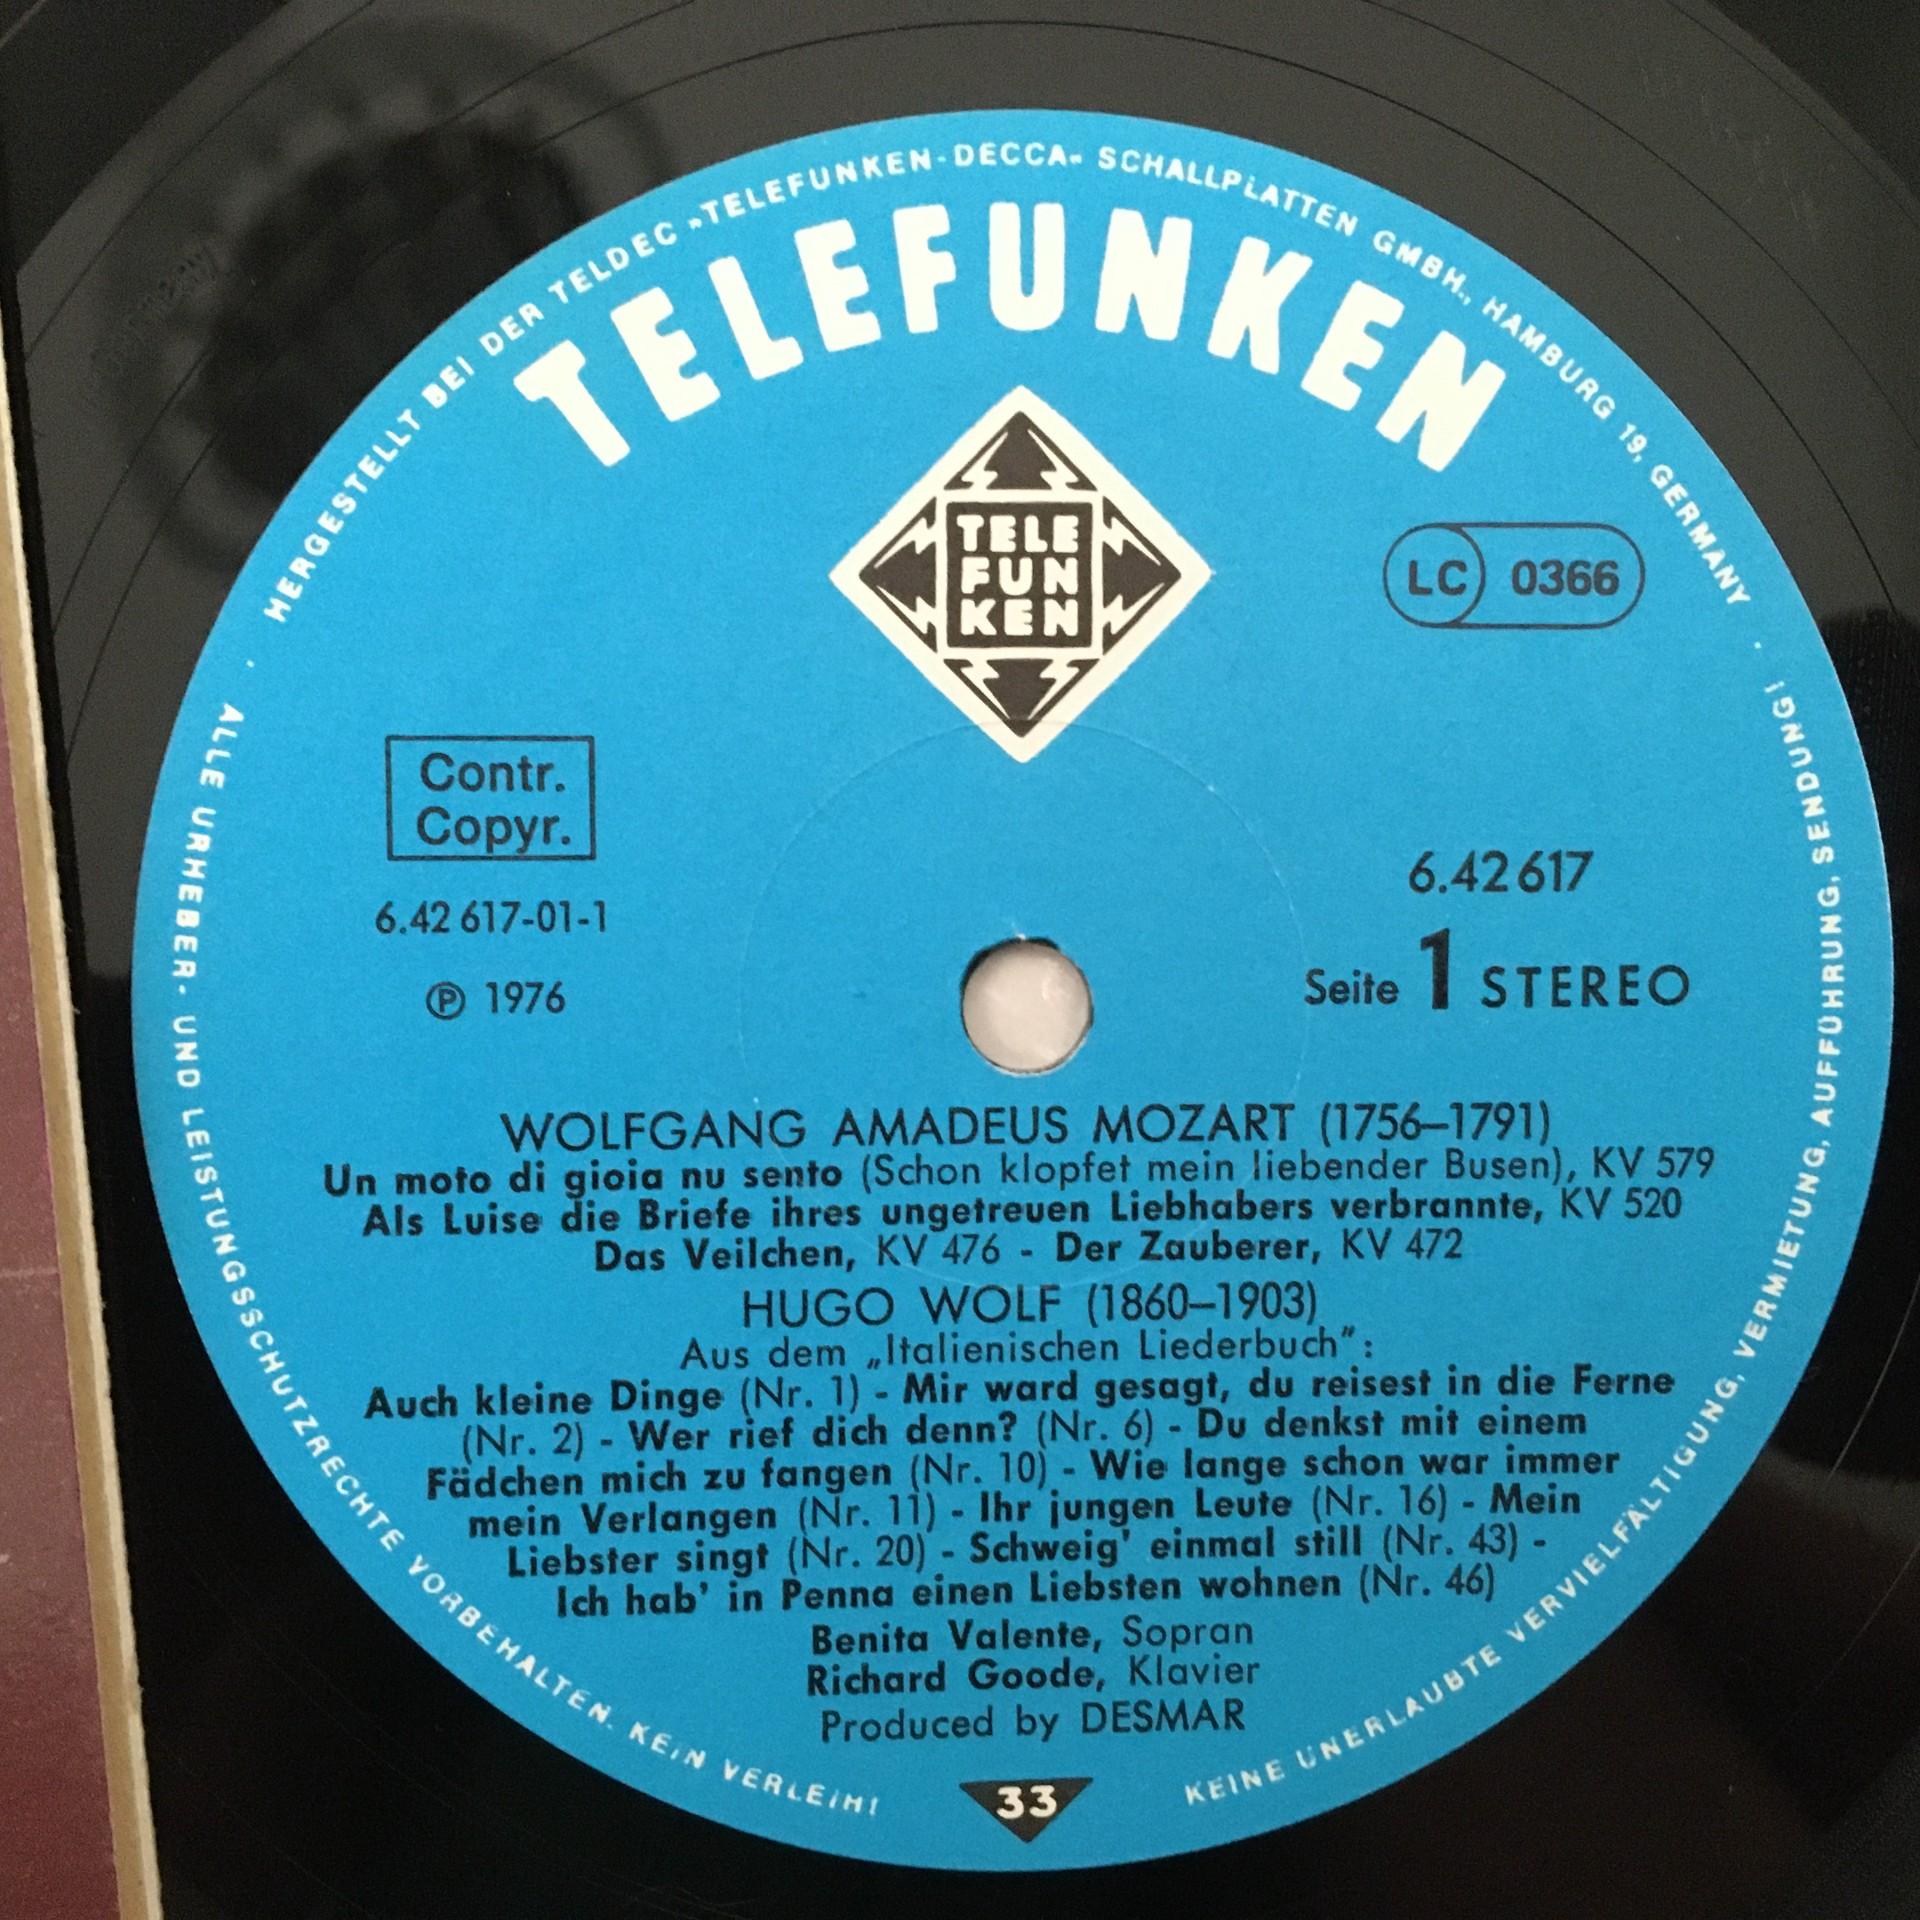 HERGESTELLT BEI DER TELDEC »TELEFUNKEN-DECCA« SCHALLPLATTEN GMBH., HAMBURG 19, GERMANY ·
TELEFUNKEN
TELE
FUN
KEN
LC 0366
Contr.
Copyr.
6.42 617-01-1
Ⓟ 1976
6.42617
Seite 1 STEREO
WOLFGANG AMADEUS MOZART (1756–1791)
Un moto di gioia nu sento (Schon klopfet mein liebender Busen), KV 579
Als Luise die Briefe ihres ungetreuen Liebhabers verbrannte, KV 520
Das Veilchen, KV 476 - Der Zauberer, KV 472
HUGO WOLF (1860–1903)
Aus dem „Italienischen Liederbuch":
Auch kleine Dinge (Nr. 1) - Mir ward gesagt, du reisest in die Ferne
(Nr. 2) - Wer rief dich denn? (Nr. 6) - Du denkst mit einem
Fädchen mich zu fangen (Nr. 10) - Wie lange schon war immer
mein Verlangen (Nr. 11) - Ihr jungen Leute (Nr. 16) - Mein
Liebster singt (Nr. 20) - Schweig' einmal still (Nr. 43) -
Ich hab' in Penna einen Liebsten wohnen (Nr. 46)
Benita Valente, Sopran
Richard Goode, Klavier
Produced by DESMAR
33
· ALLE URHEBER- UND LEISTUNGSSCHUTZRECHTE VORBEHALTEN. KEIN VERLEIH!
KEINE UNERLAUBTE VERVIELFÄLTIGUNG, VERMIETUNG, AUFFÜHRUNG, SENDUNG!